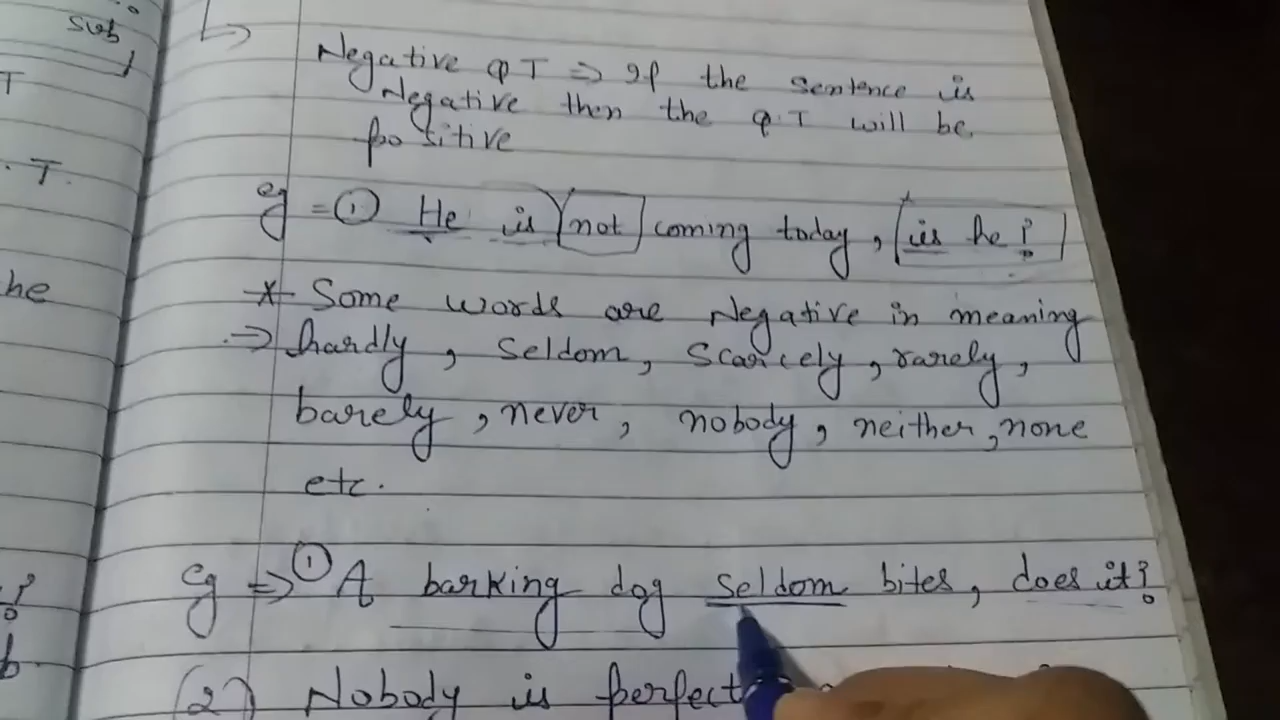 sub
T
. T.
he
?
b
Negative QT ⇒ If the sentence is
Negative then the Q.T will be
positive
eg = ① He is not coming today, is he?
* Some words are Negative in meaning
⇒ hardly, Seldom, Scarcely, rarely,
barely, never, nobody, neither, none
etc.
eg ⇒ ① A barking dog seldom bites, does it?
(2) Nobody is perfect